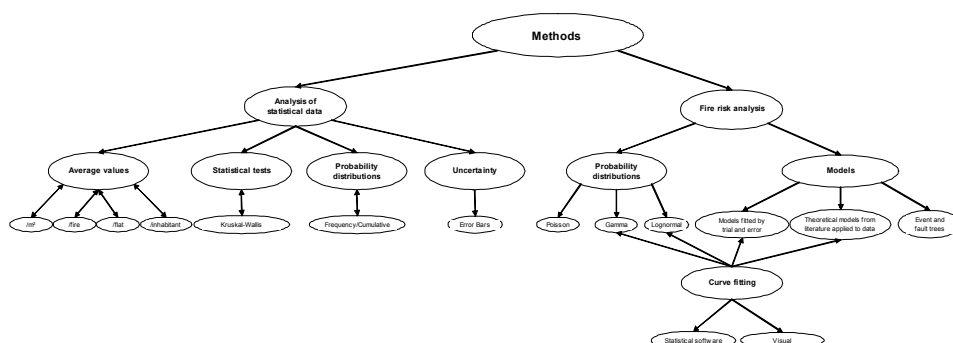 Methods
Analysis of
statistical data
Fire risk analysis
Average values
Statistical tests
Probability
distributions
Uncertainty
Probability
distributions
Models
/m²
/fire
/flat
/inhabitant
Kruskal-Wallis
Frequency/Cumulative
Error Bars
Poisson
Gamma
Lognormal
Models fitted by
trial and error
Theoretical models from
literature applied to data
Event and
fault trees
Curve fitting
Statistical software
Visual